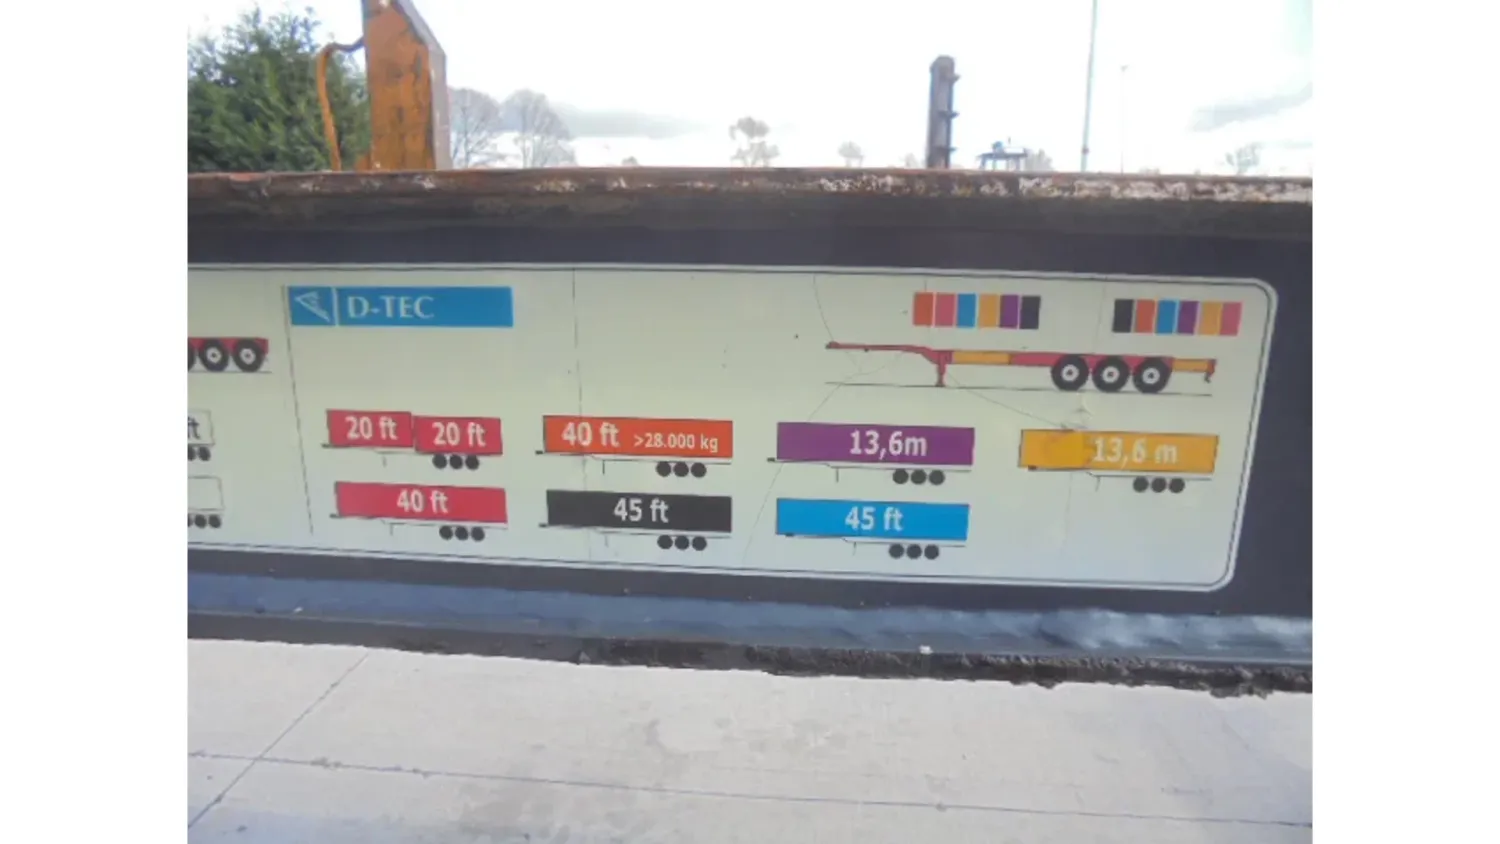 D-TEC
20 ft 20 ft
40 ft >28.000 kg
13,6m
13,6 m
40 ft
45 ft
45 ft